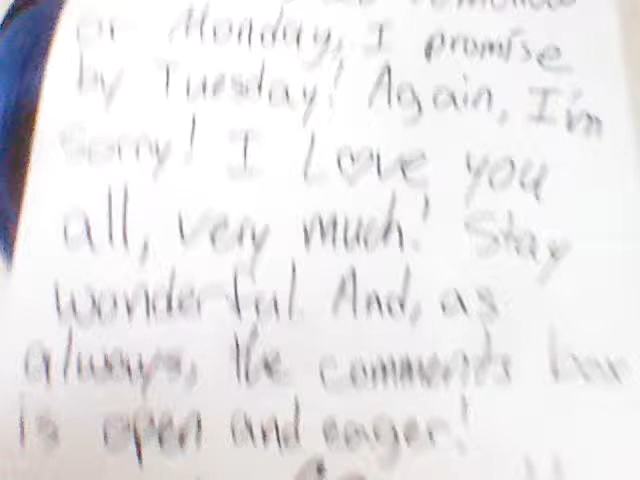 or Monday, I promise
by Tuesday! Again, I'm
Sorry! I Love you
all, very much! Stay
wonderful. And, as
always, the comments box
is open and eager!